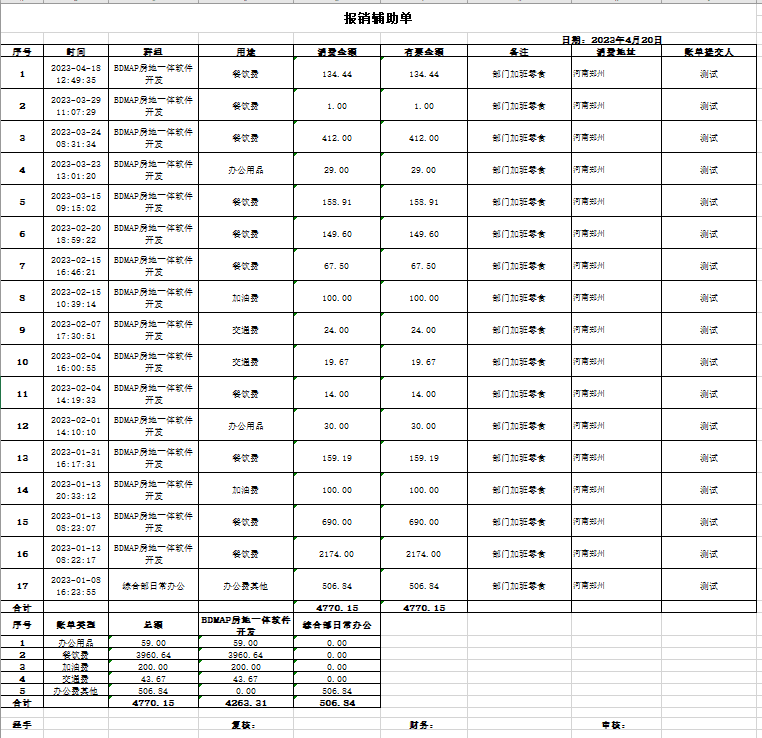 报销辅助单
日期：2023年4月20日
序号 时间 群组 用途 消费金额 有票金额 备注 消费地址 账单提交人
1 2023-04-18 12:49:35 BDMAP房地一体软件开发 餐饮费 134.44 134.44 部门加班零食 河南郑州 测试
2 2023-03-29 11:07:29 BDMAP房地一体软件开发 餐饮费 1.00 1.00 部门加班零食 河南郑州 测试
3 2023-03-24 08:31:34 BDMAP房地一体软件开发 餐饮费 412.00 412.00 部门加班零食 河南郑州 测试
4 2023-03-23 13:01:20 BDMAP房地一体软件开发 办公用品 29.00 29.00 部门加班零食 河南郑州 测试
5 2023-03-15 09:15:02 BDMAP房地一体软件开发 餐饮费 158.91 158.91 部门加班零食 河南郑州 测试
6 2023-02-20 18:59:22 BDMAP房地一体软件开发 餐饮费 149.60 149.60 部门加班零食 河南郑州 测试
7 2023-02-15 16:46:21 BDMAP房地一体软件开发 餐饮费 67.50 67.50 部门加班零食 河南郑州 测试
8 2023-02-15 10:39:14 BDMAP房地一体软件开发 加油费 100.00 100.00 部门加班零食 河南郑州 测试
9 2023-02-07 17:30:51 BDMAP房地一体软件开发 交通费 24.00 24.00 部门加班零食 河南郑州 测试
10 2023-02-04 16:00:55 BDMAP房地一体软件开发 交通费 19.67 19.67 部门加班零食 河南郑州 测试
11 2023-02-04 14:19:33 BDMAP房地一体软件开发 餐饮费 14.00 14.00 部门加班零食 河南郑州 测试
12 2023-02-01 14:10:10 BDMAP房地一体软件开发 办公用品 30.00 30.00 部门加班零食 河南郑州 测试
13 2023-01-31 16:17:31 BDMAP房地一体软件开发 餐饮费 159.19 159.19 部门加班零食 河南郑州 测试
14 2023-01-13 20:33:12 BDMAP房地一体软件开发 加油费 100.00 100.00 部门加班零食 河南郑州 测试
15 2023-01-13 08:23:07 BDMAP房地一体软件开发 餐饮费 690.00 690.00 部门加班零食 河南郑州 测试
16 2023-01-13 08:22:17 BDMAP房地一体软件开发 餐饮费 2174.00 2174.00 部门加班零食 河南郑州 测试
17 2023-01-08 16:23:55 综合部日常办公 办公费其他 506.84 506.84 部门加班零食 河南郑州 测试
合计 4770.15 4770.15
序号 账单类型 总额 BDMAP房地一体软件开发 综合部日常办公
1 办公用品 59.00 59.00 0.00
2 餐饮费 3960.64 3960.64 0.00
3 加油费 200.00 200.00 0.00
4 交通费 43.67 43.67 0.00
5 办公费其他 506.84 0.00 506.84
合计 4770.15 4263.31 506.84
经手 复核： 财务： 审核：